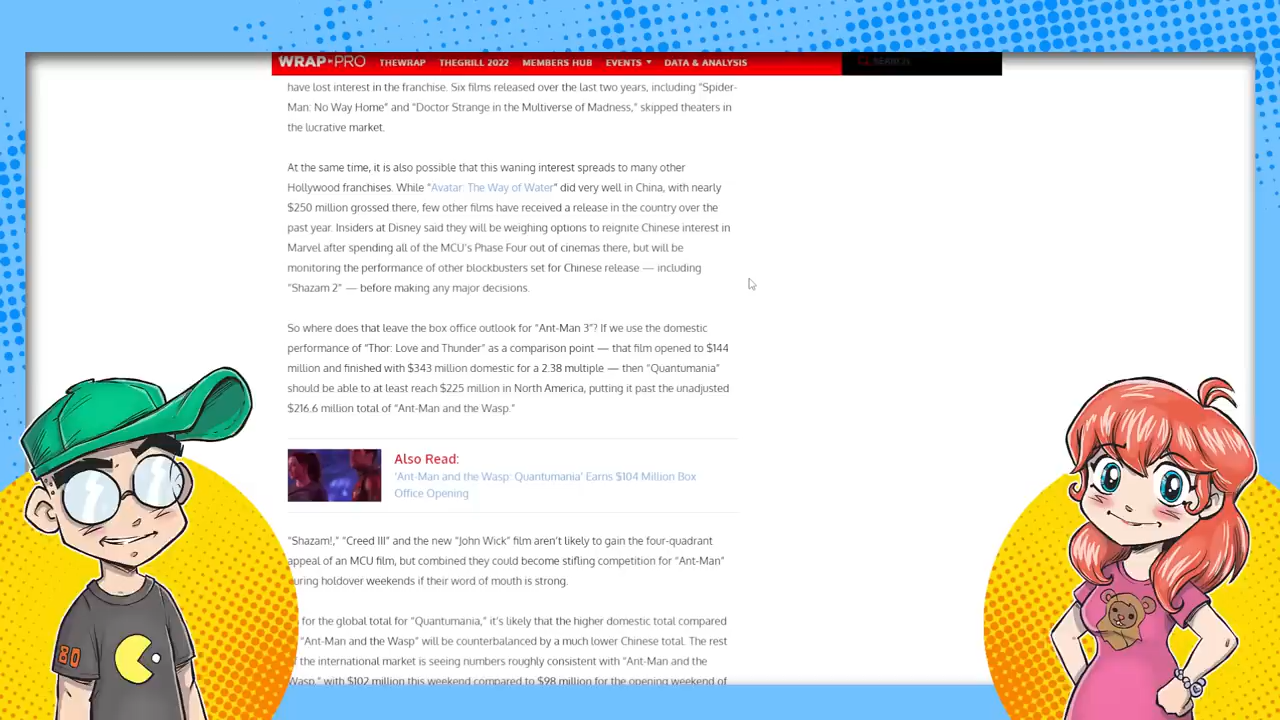 WRAP PRO THEWRAP THEGRILL 2022 MEMBERS HUB EVENTS DATA & ANALYSIS SEARCH
have lost interest in the franchise. Six films released over the last two years, including "Spider-
Man: No Way Home" and "Doctor Strange in the Multiverse of Madness," skipped theaters in
the lucrative market.
At the same time, it is also possible that this waning interest spreads to many other
Hollywood franchises. While "Avatar: The Way of Water" did very well in China, with nearly
$250 million grossed there, few other films have received a release in the country over the
past year. Insiders at Disney said they will be weighing options to reignite Chinese interest in
Marvel after spending all of the MCU's Phase Four out of cinemas there, but will be
monitoring the performance of other blockbusters set for Chinese release — including
"Shazam 2" — before making any major decisions.
So where does that leave the box office outlook for "Ant-Man 3"? If we use the domestic
performance of "Thor: Love and Thunder" as a comparison point — that film opened to $144
million and finished with $343 million domestic for a 2.38 multiple — then "Quantumania"
should be able to at least reach $225 million in North America, putting it past the unadjusted
$216.6 million total of "Ant-Man and the Wasp."
Also Read:
'Ant-Man and the Wasp: Quantumania' Earns $104 Million Box
Office Opening
"Shazam!," "Creed III" and the new "John Wick" film aren't likely to gain the four-quadrant
appeal of an MCU film, but combined they could become stifling competition for "Ant-Man"
uring holdover weekends if their word of mouth is strong.
for the global total for "Quantumania," it's likely that the higher domestic total compared
"Ant-Man and the Wasp" will be counterbalanced by a much lower Chinese total. The rest
the international market is seeing numbers roughly consistent with "Ant-Man and the
Wasp," with $102 million this weekend compared to $98 million for the opening weekend of
80